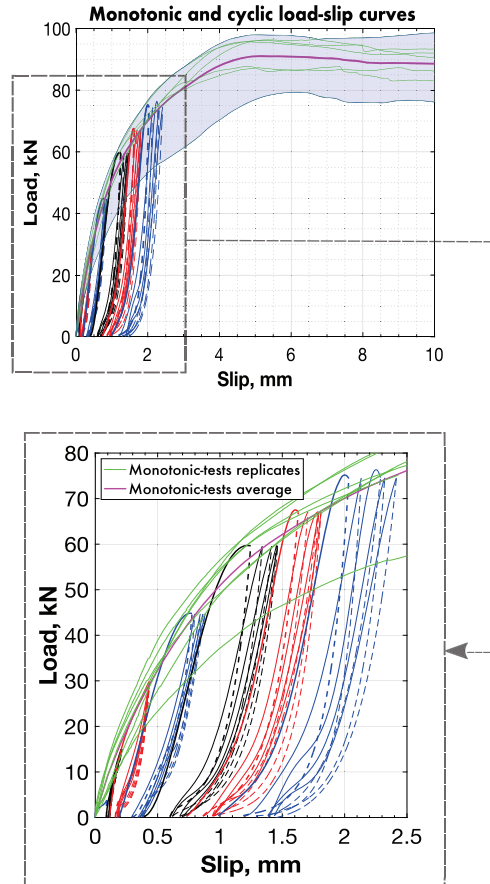 Monotonic and cyclic load-slip curves
100
80
60
40
20
0
Load, kN
0 2 4 6 8 10
Slip, mm
80
70
60
50
40
30
20
10
0
Load, kN
Monotonic-tests replicates
Monotonic-tests average
0 0.5 1 1.5 2 2.5
Slip, mm